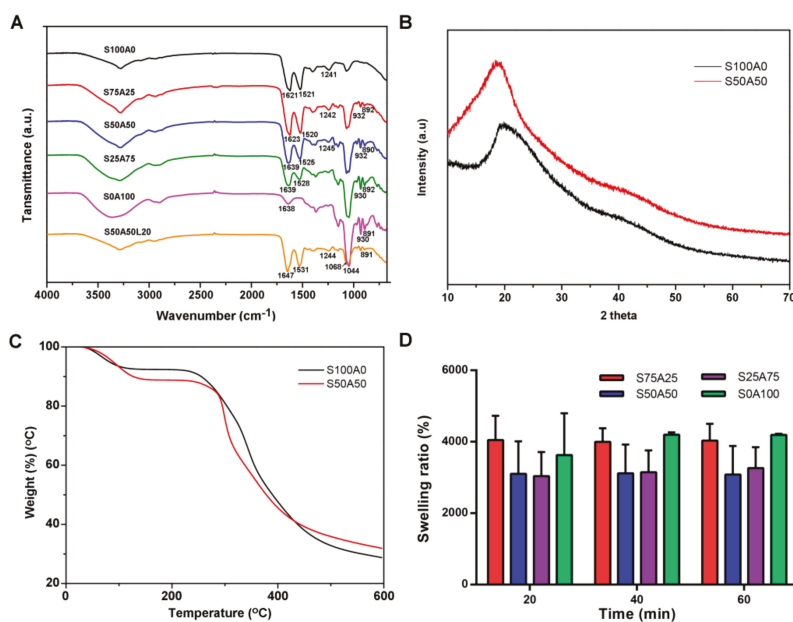 A
S100A0
1241
1621
1521
S75A25
892
1242
932
1623
1520
S50A50
890
1245
932
1639
1525
S25A75
892
1639
1528
930
S0A100
1638
891
930
S50A50L20
1244
891
1068
1044
1647
1531
Tansmittance (a.u.)
4000 3500 3000 2500 2000 1500 1000
Wavenumber (cm-1)
B
S100A0
S50A50
Intensity (a.u)
10 20 30 40 50 60 70
2 theta
C
100
80
60
40
20
S100A0
S50A50
Weight (%) (ºC)
0 200 400 600
Temperature (ºC)
D
6000
4000
2000
0
S75A25 S25A75
S50A50 S0A100
Swelling ratio (%)
20 40 60
Time (min)